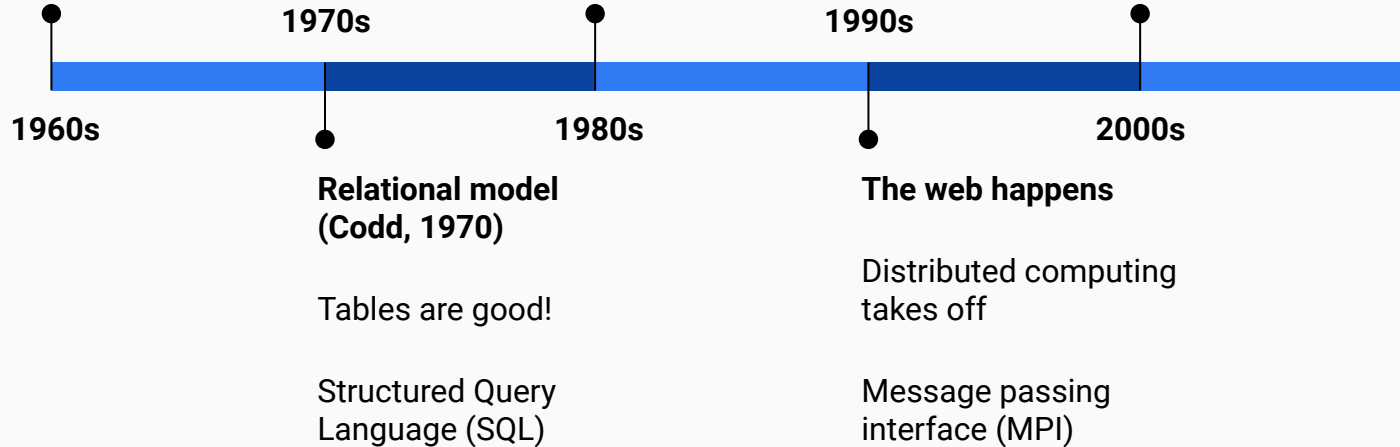 1970s
1990s
1960s
1980s
2000s
Relational model
(Codd, 1970)
Tables are good!
Structured Query
Language (SQL)
The web happens
Distributed computing
takes off
Message passing
interface (MPI)